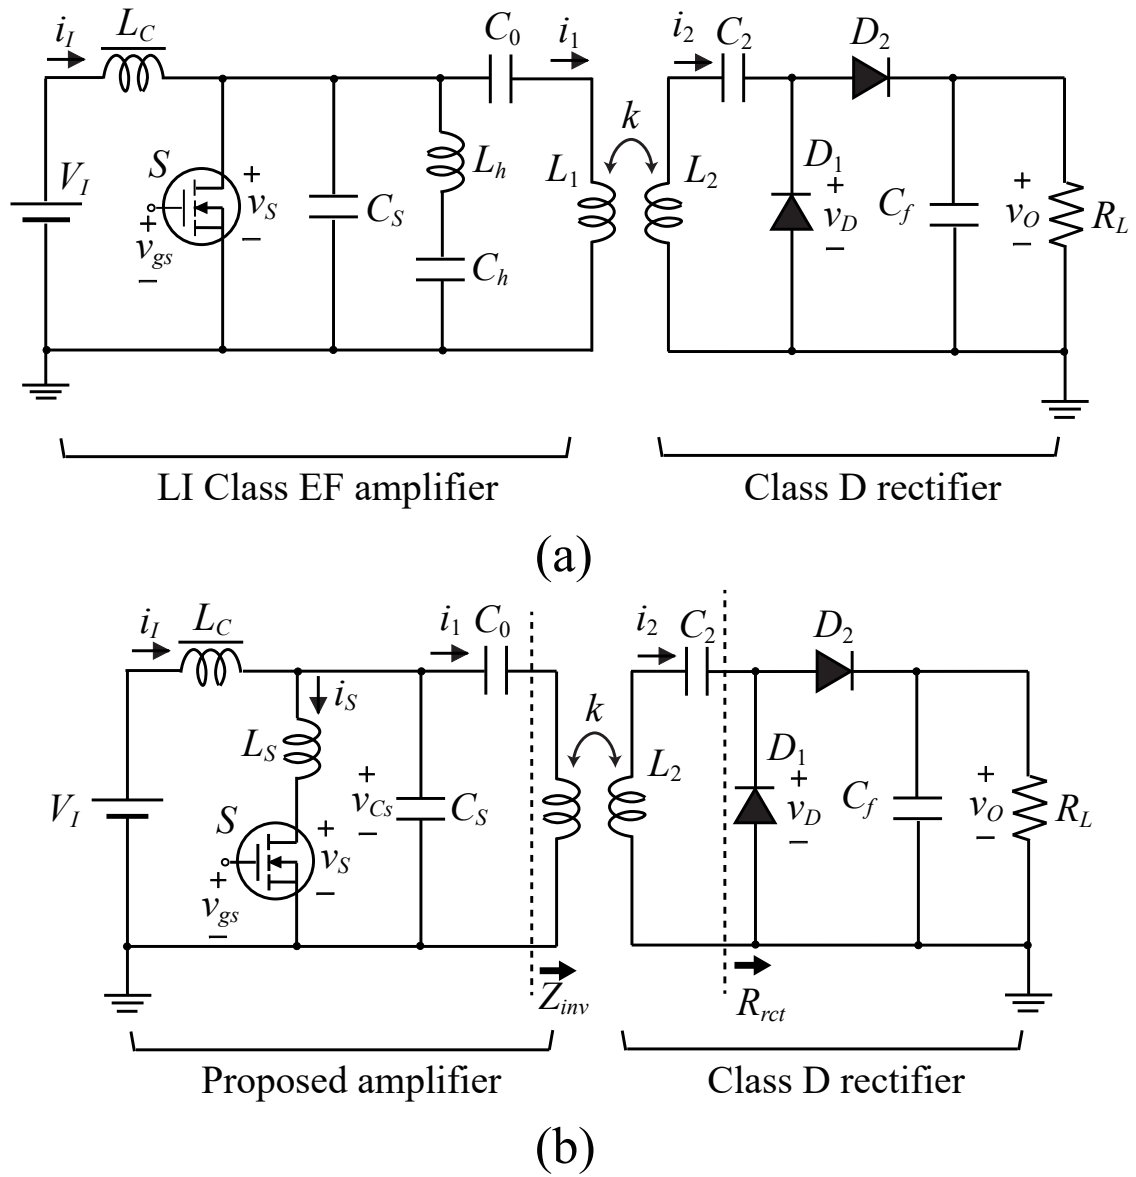 i_I L_C C_0 i_1 i_2 C_2 D_2
k
S L_h D_1
V_I + v_S − C_S L_1 L_2 + v_D − C_f + v_O − R_L
+ v_gs − C_h
LI Class EF amplifier Class D rectifier
(a)
i_I L_C i_1 C_0 i_2 C_2 D_2
i_S k
L_S L_2 D_1
V_I S + v_Cs − C_S + v_D − C_f + v_O − R_L
+ v_S −
+ v_gs −
Z_inv R_rct
Proposed amplifier Class D rectifier
(b)